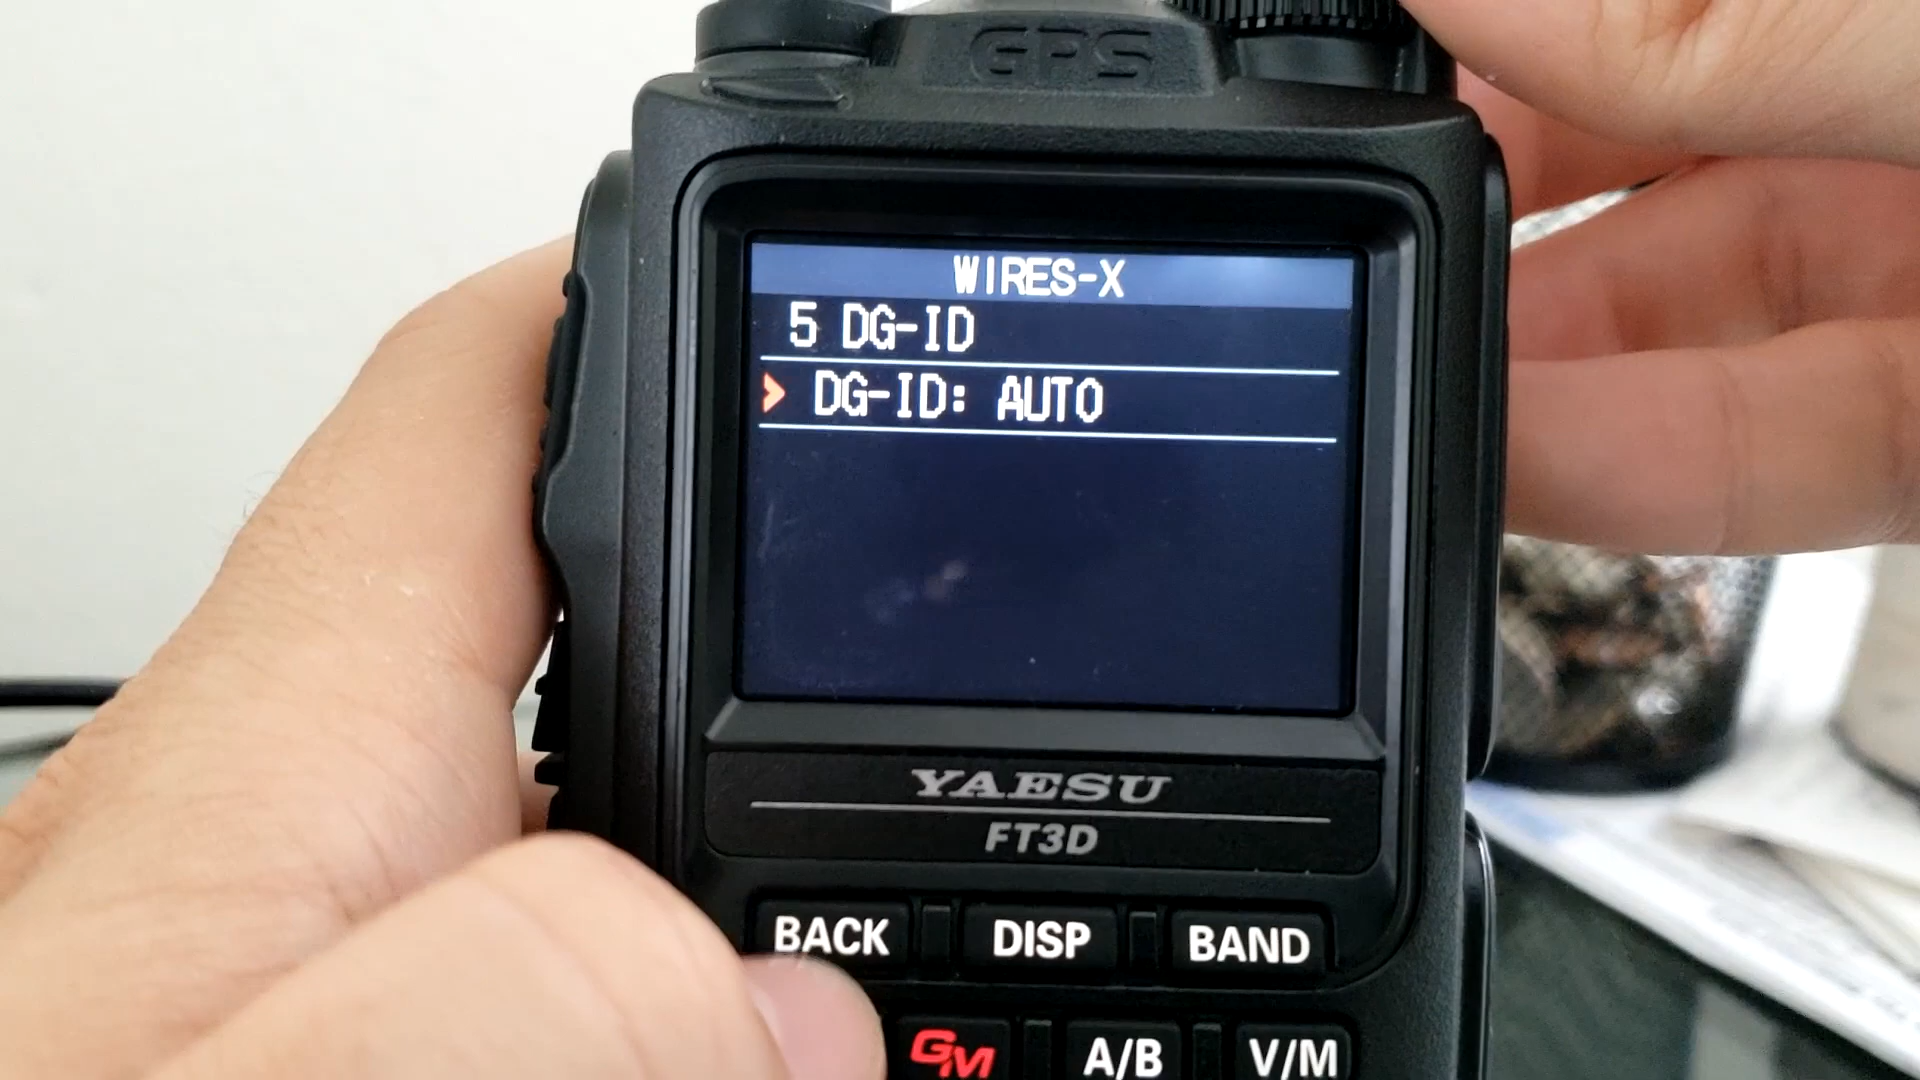 GPS
WIRES-X
5 DG-ID
DG-ID: AUTO
YAESU
FT3D
BACK DISP BAND
GM A/B V/M